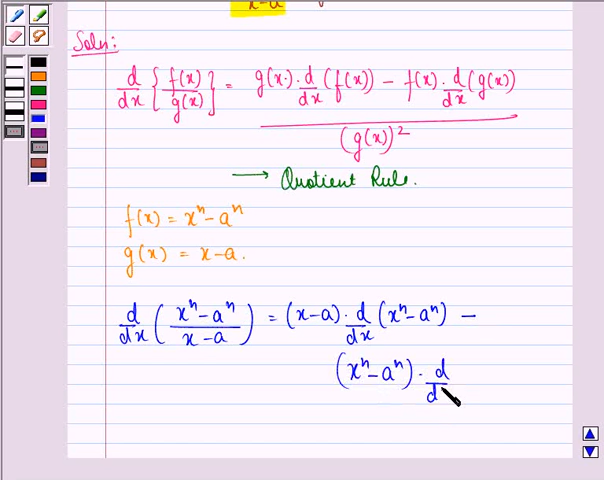 x-a
Soln:
d/dx { f(x)/g(x) } = g(x) · d/dx (f(x)) - f(x) · d/dx (g(x)) / (g(x))²
→ Quotient Rule.
f(x) = xⁿ - aⁿ
g(x) = x - a.
d/dx ( xⁿ - aⁿ / x - a ) = (x - a) · d/dx (xⁿ - aⁿ) -
(xⁿ - aⁿ) · d/d